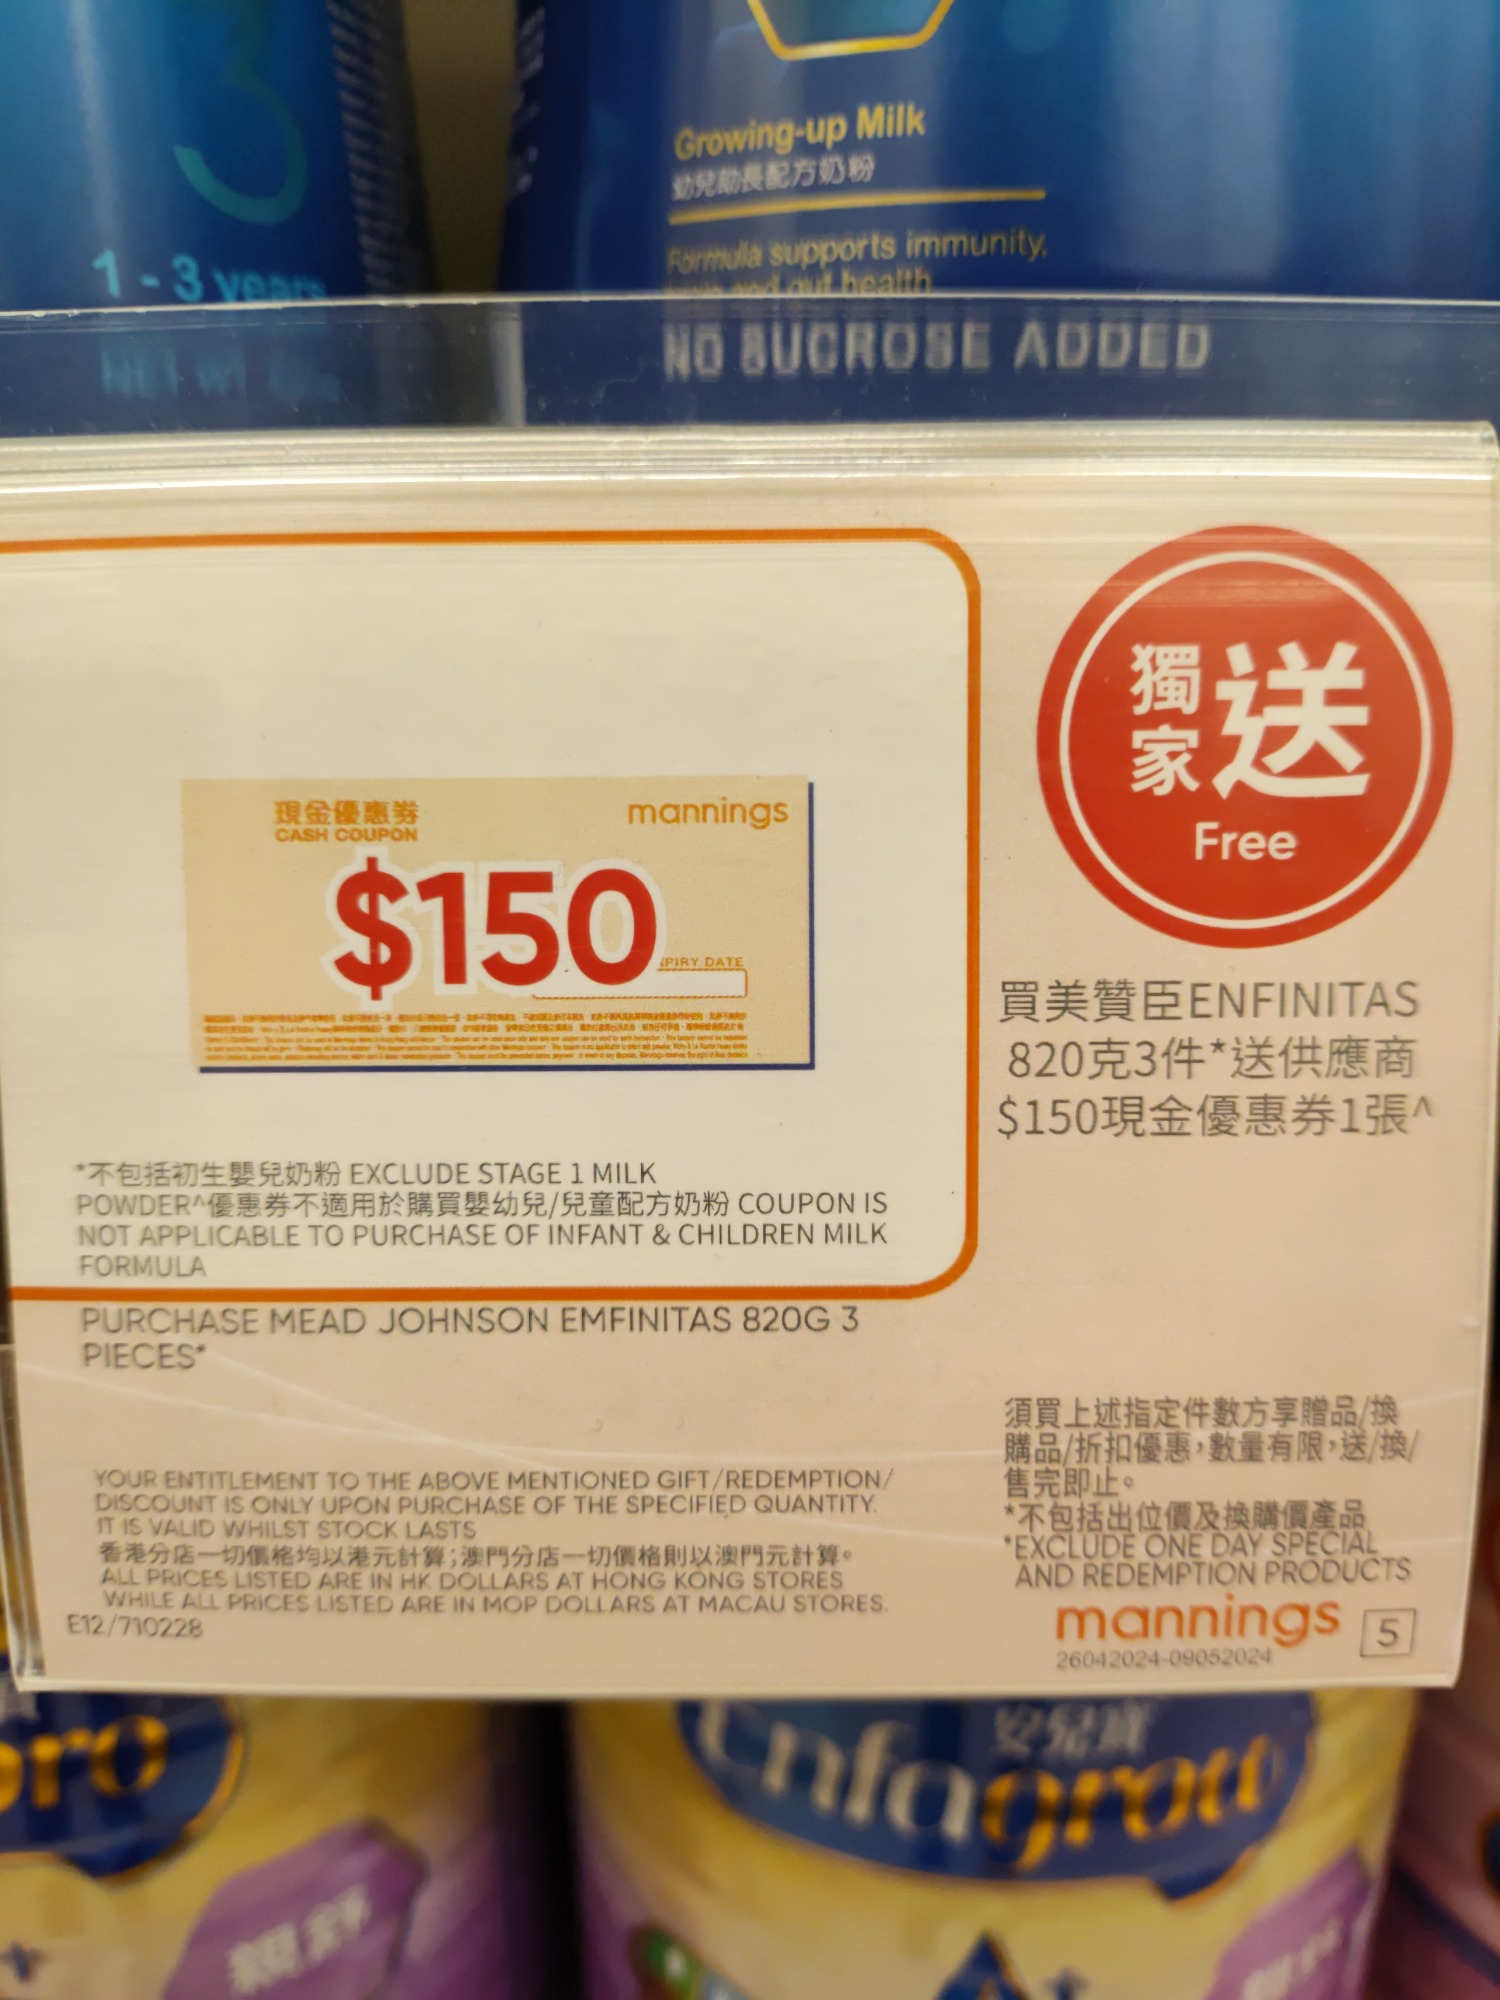 3
1 - 3 years
NET WT
Growing-up Milk
幼兒助長配方奶粉
Formula supports immunity,
and gut health
NO SUCROSE ADDED
獨家送
Free
現金優惠券
CASH COUPON
mannings
$150
PIRY DATE
買美贊臣ENFINITAS
820克3件*送供應商
$150現金優惠券1張^
*不包括初生嬰兒奶粉 EXCLUDE STAGE 1 MILK
POWDER^優惠券不適用於購買嬰幼兒/兒童配方奶粉 COUPON IS
NOT APPLICABLE TO PURCHASE OF INFANT & CHILDREN MILK
FORMULA
PURCHASE MEAD JOHNSON EMFINITAS 820G 3
PIECES*
YOUR ENTITLEMENT TO THE ABOVE MENTIONED GIFT/REDEMPTION/
DISCOUNT IS ONLY UPON PURCHASE OF THE SPECIFIED QUANTITY.
IT IS VALID WHILST STOCK LASTS
香港分店一切價格均以港元計算;澳門分店一切價格則以澳門元計算。
ALL PRICES LISTED ARE IN HK DOLLARS AT HONG KONG STORES
WHILE ALL PRICES LISTED ARE IN MOP DOLLARS AT MACAU STORES.
E12/710228
須買上述指定件數方享贈品/換
購品/折扣優惠，數量有限，送/換/
售完即止。
*不包括出位價及換購價產品
*EXCLUDE ONE DAY SPECIAL
AND REDEMPTION PRODUCTS
mannings 5
26042024-09052024
pro
安兒寶
Enfagrow
親舒